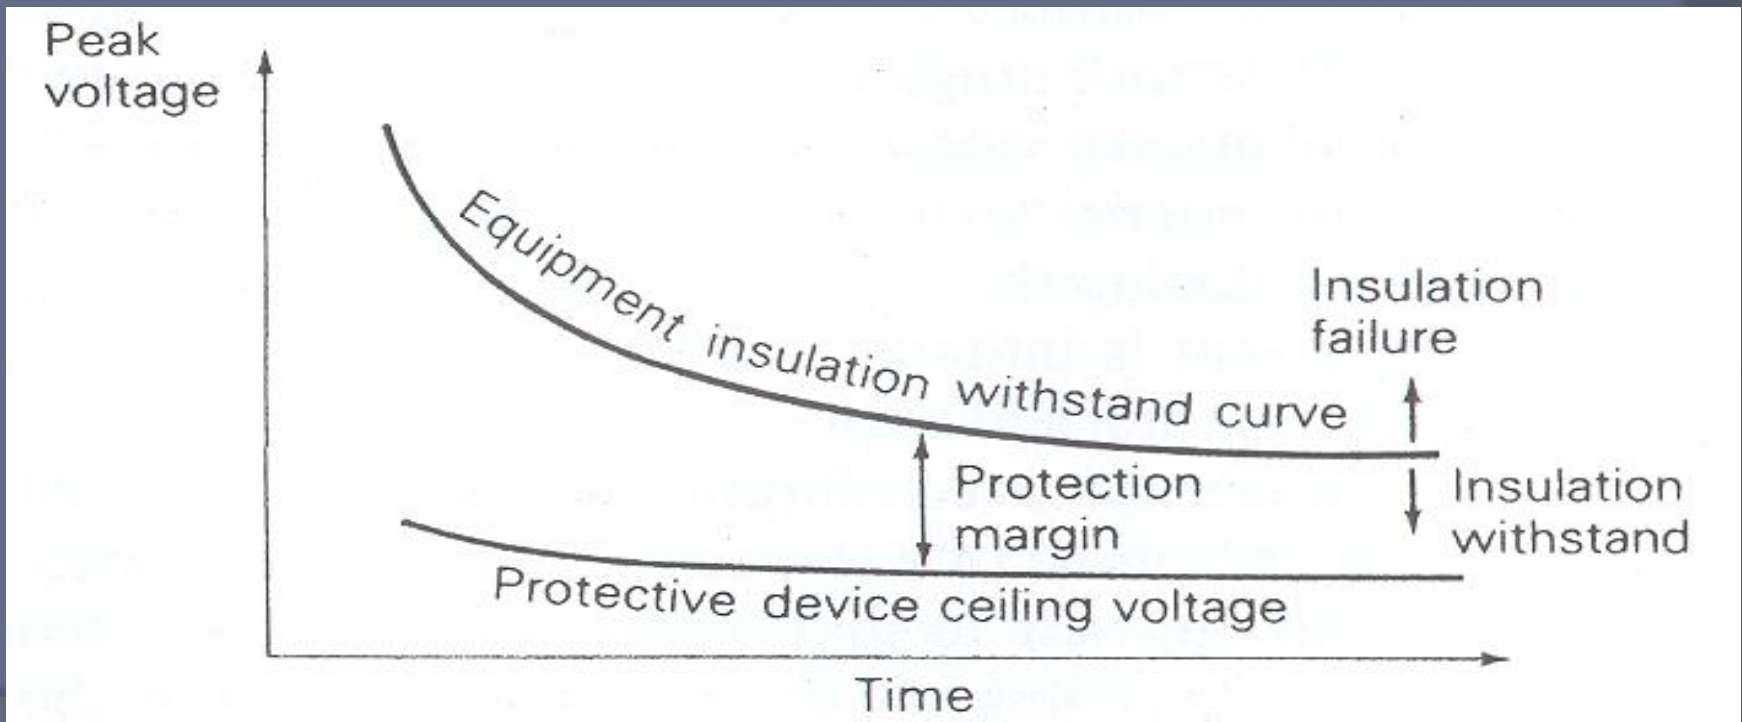 Peak
voltage
Equipment insulation withstand curve
Insulation
failure
Protection
margin
Insulation
withstand
Protective device ceiling voltage
Time